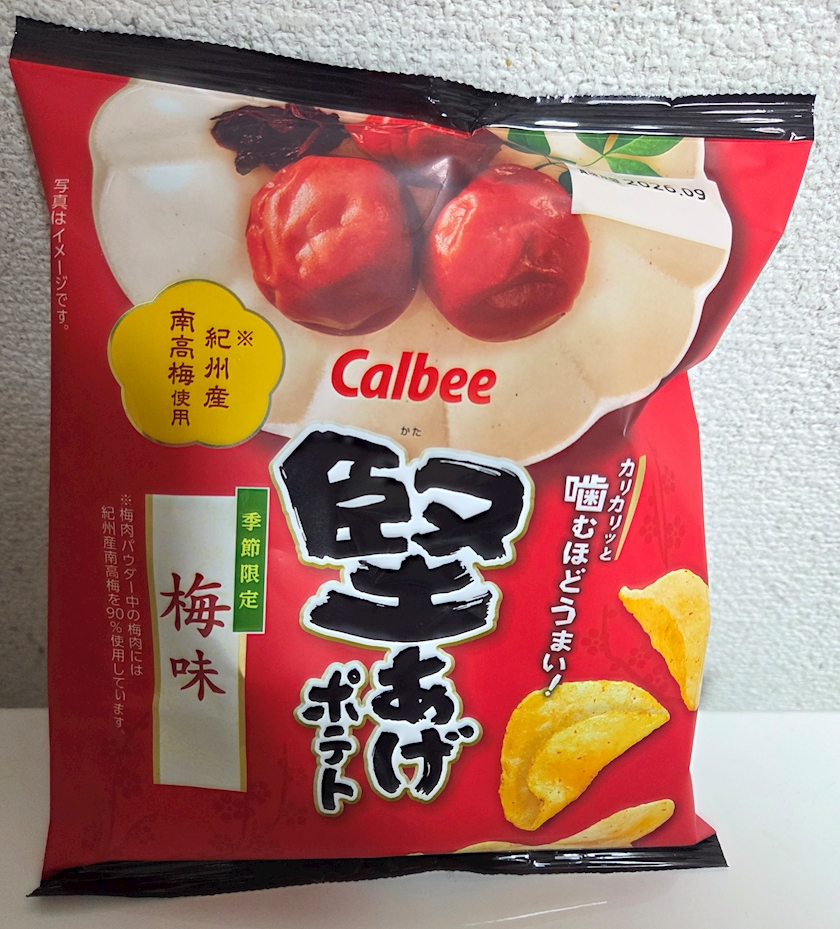 2026.09
写真はイメージです。
※紀州産
南高梅使用
Calbee
かた
堅あげ
ポテト
カリカリッと
噛むほどうまい!
季節限定
梅味
※梅肉パウダー中の梅肉には
紀州産南高梅を90%使用しています。